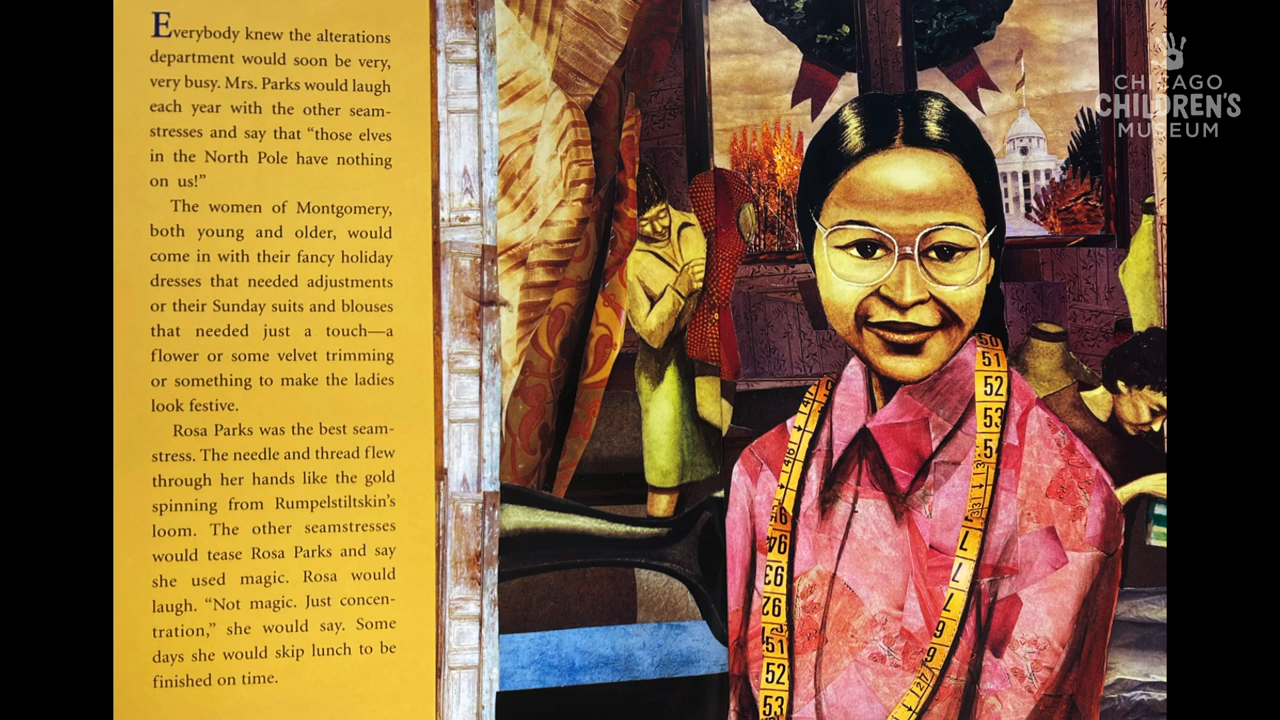 Everybody knew the alterations
department would soon be very,
very busy. Mrs. Parks would laugh
each year with the other seam-
stresses and say that “those elves
in the North Pole have nothing
on us!”
The women of Montgomery,
both young and older, would
come in with their fancy holiday
dresses that needed adjustments
or their Sunday suits and blouses
that needed just a touch—a
flower or some velvet trimming
or something to make the ladies
look festive.
Rosa Parks was the best seam-
stress. The needle and thread flew
through her hands like the gold
spinning from Rumpelstiltskin’s
loom. The other seamstresses
would tease Rosa Parks and say
she used magic. Rosa would
laugh. “Not magic. Just concen-
tration,” she would say. Some
days she would skip lunch to be
finished on time.
CHICAGO
CHILDREN'S
MUSEUM
50
51
52
53
51
52
53